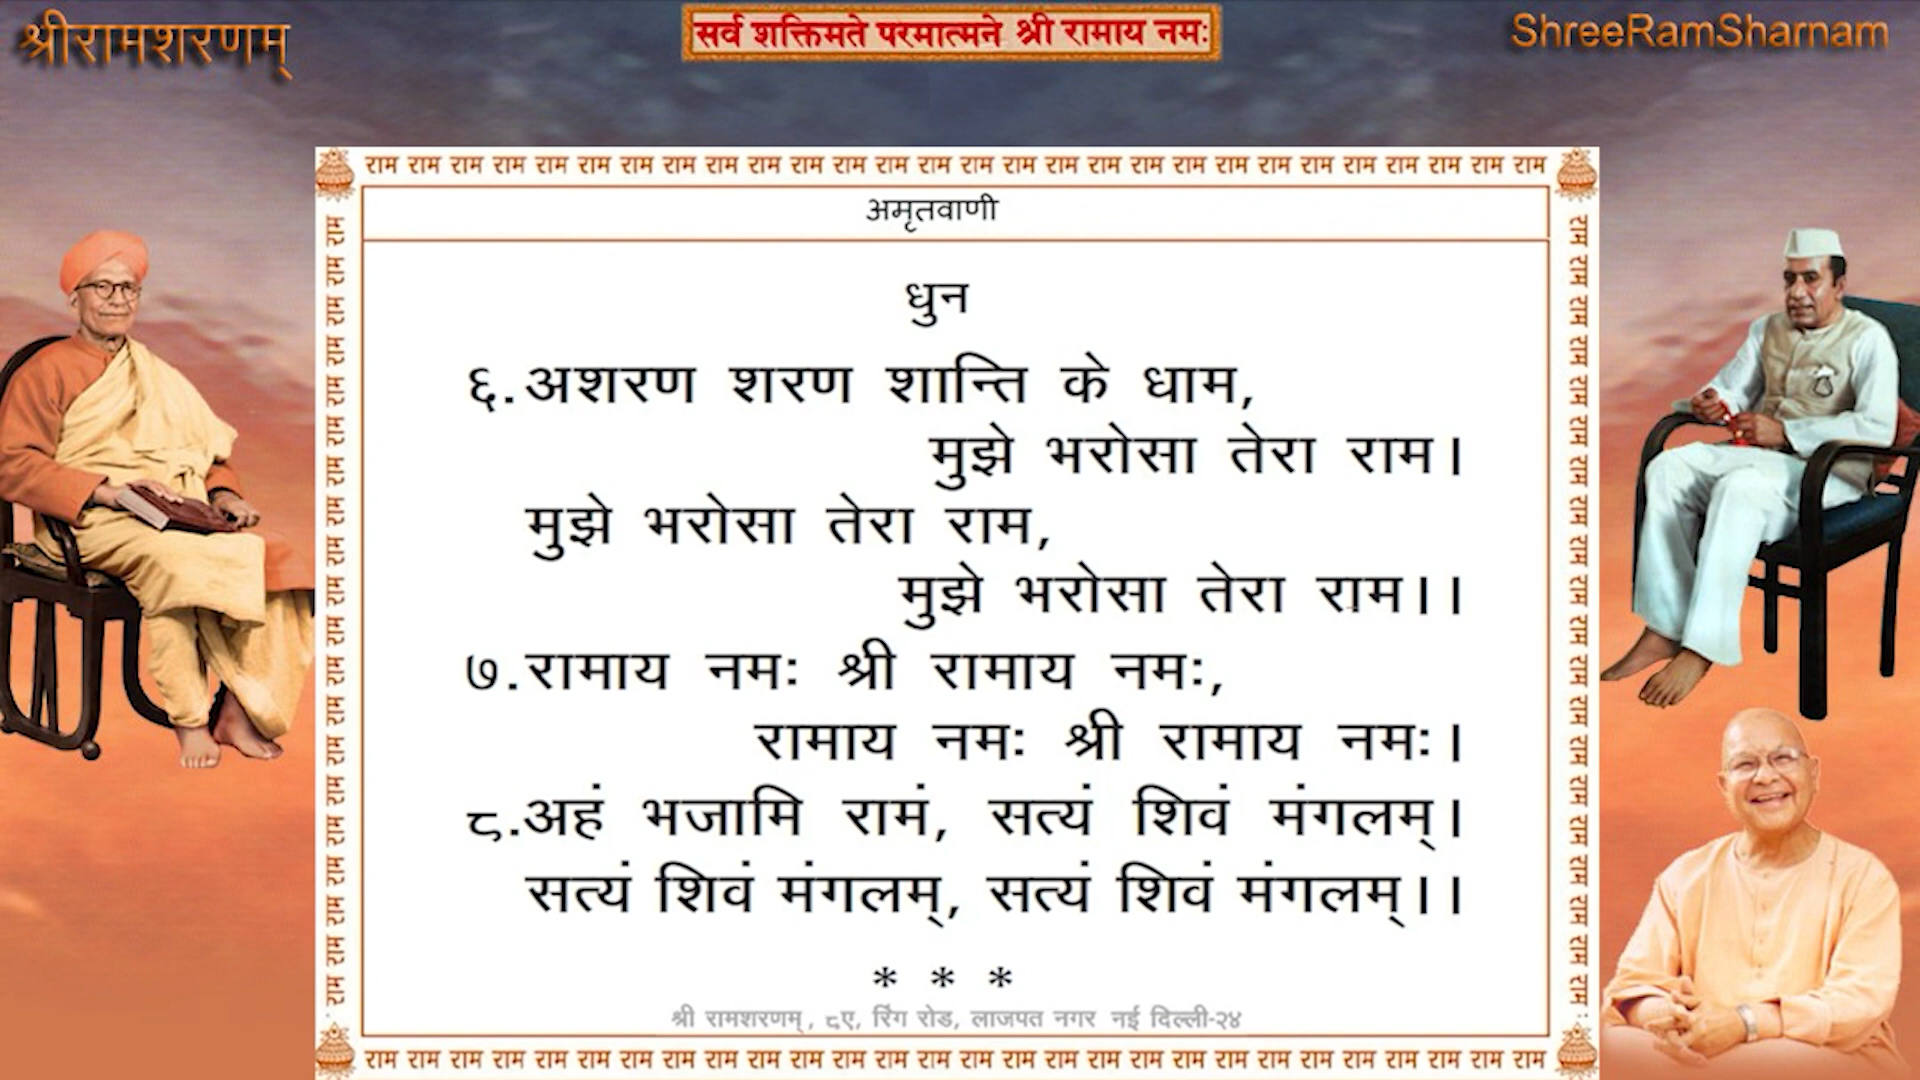 श्रीरामशरणम्
सर्व शक्तिमते परमात्मने श्री रामाय नमः
ShreeRamSharnam
राम राम राम राम राम राम राम राम राम राम राम राम राम राम राम राम राम राम राम राम राम राम राम राम राम राम राम राम
अमृतवाणी
धुन
६.अशरण शरण शान्ति के धाम,
मुझे भरोसा तेरा राम।
मुझे भरोसा तेरा राम,
मुझे भरोसा तेरा राम।।
७.रामाय नमः श्री रामाय नमः,
रामाय नमः श्री रामाय नमः।
८.अहं भजामि रामं, सत्यं शिवं मंगलम्।
सत्यं शिवं मंगलम्, सत्यं शिवं मंगलम्।।
* * *
श्री रामशरणम्, ८ए, रिंग रोड, लाजपत नगर नई दिल्ली-२४
राम राम राम राम राम राम राम राम राम राम राम राम राम राम राम राम राम राम राम राम
राम राम राम राम राम राम राम राम राम राम राम राम राम राम राम राम राम राम राम राम
राम राम राम राम राम राम राम राम राम राम राम राम राम राम राम राम राम राम राम राम राम राम राम राम राम राम राम राम